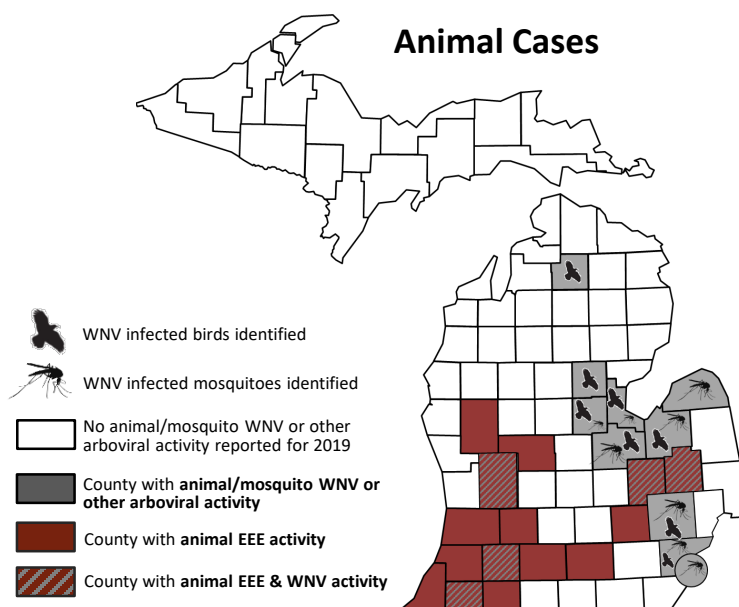 Animal Cases
WNV infected birds identified
WNV infected mosquitoes identified
No animal/mosquito WNV or other
arboviral activity reported for 2019
County with animal/mosquito WNV or
other arboviral activity
County with animal EEE activity
County with animal EEE & WNV activity